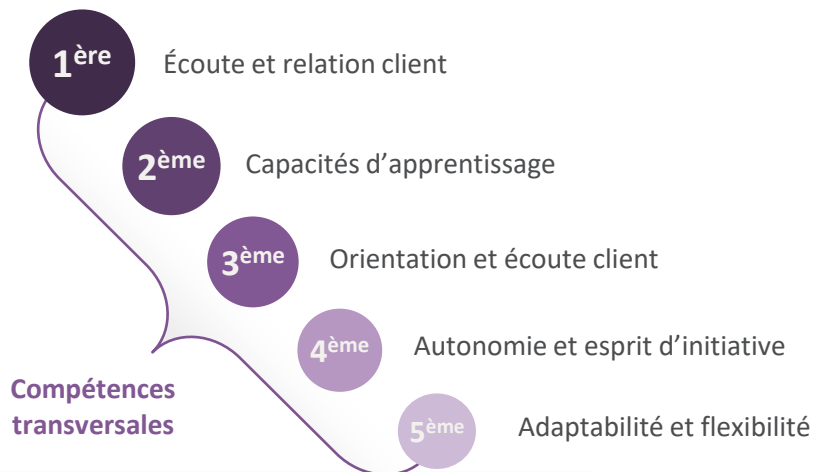 1ère Écoute et relation client
2ème Capacités d’apprentissage
3ème Orientation et écoute client
4ème Autonomie et esprit d’initiative
Compétences
transversales
5ème Adaptabilité et flexibilité